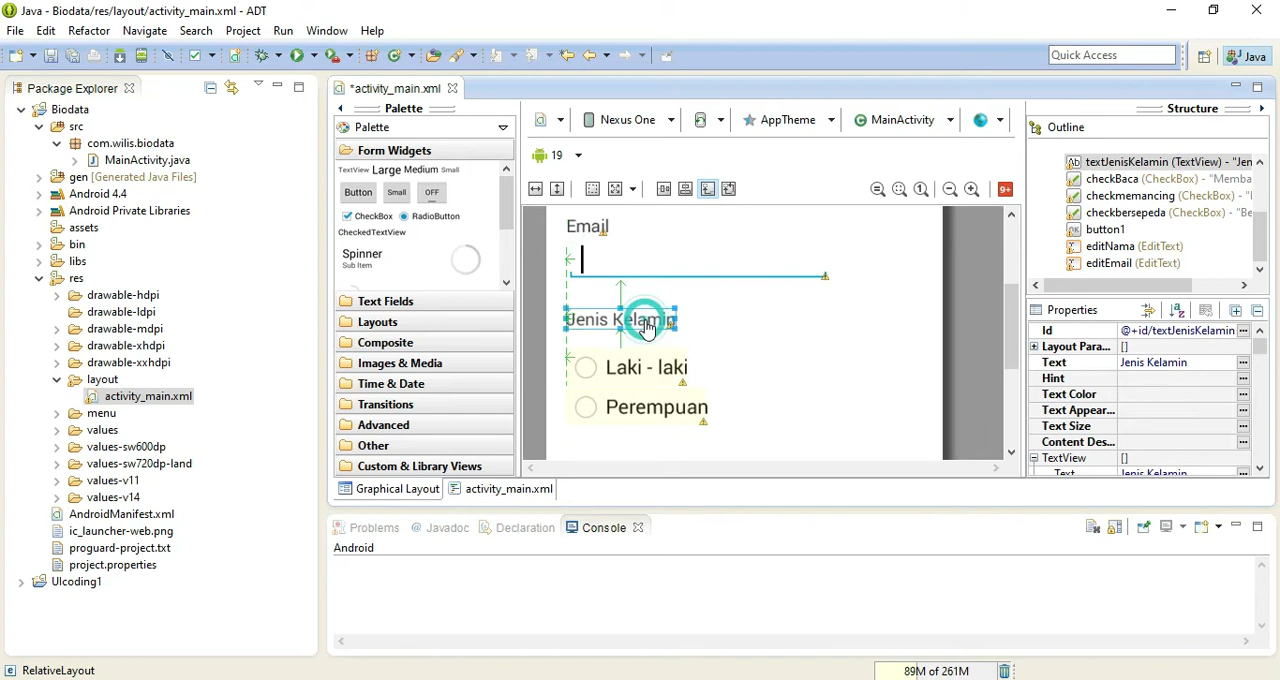 Java - Biodata/res/layout/activity_main.xml - ADT
File Edit Refactor Navigate Search Project Run Window Help
Quick Access
Java
Package Explorer
Biodata
src
com.wilis.biodata
MainActivity.java
gen [Generated Java Files]
Android 4.4
Android Private Libraries
assets
bin
libs
res
drawable-hdpi
drawable-ldpi
drawable-mdpi
drawable-xhdpi
drawable-xxhdpi
layout
activity_main.xml
menu
values
values-sw600dp
values-sw720dp-land
values-v11
values-v14
AndroidManifest.xml
ic_launcher-web.png
proguard-project.txt
project.properties
UIcoding1
*activity_main.xml
Palette
Palette
Form Widgets
TextView Large Medium Small
Button Small OFF
CheckBox RadioButton
CheckedTextView
Spinner
Sub Item
Text Fields
Layouts
Composite
Images & Media
Time & Date
Transitions
Advanced
Other
Custom & Library Views
Nexus One AppTheme MainActivity
19
9+
Email
Jenis Kelamin
Laki - laki
Perempuan
Graphical Layout activity_main.xml
Structure
Outline
textJenisKelamin (TextView) - "Jen
checkBaca (CheckBox) - "Memba
checkmemancing (CheckBox) - "
checkbersepeda (CheckBox) - "Be
button1
editNama (EditText)
editEmail (EditText)
Properties
Id @+id/textJenisKelamin
Layout Para... []
Text Jenis Kelamin
Hint
Text Color
Text Appear...
Text Size
Content Des...
TextView []
Text Jenis Kelamin
Problems Javadoc Declaration Console
Android
RelativeLayout
89M of 261M